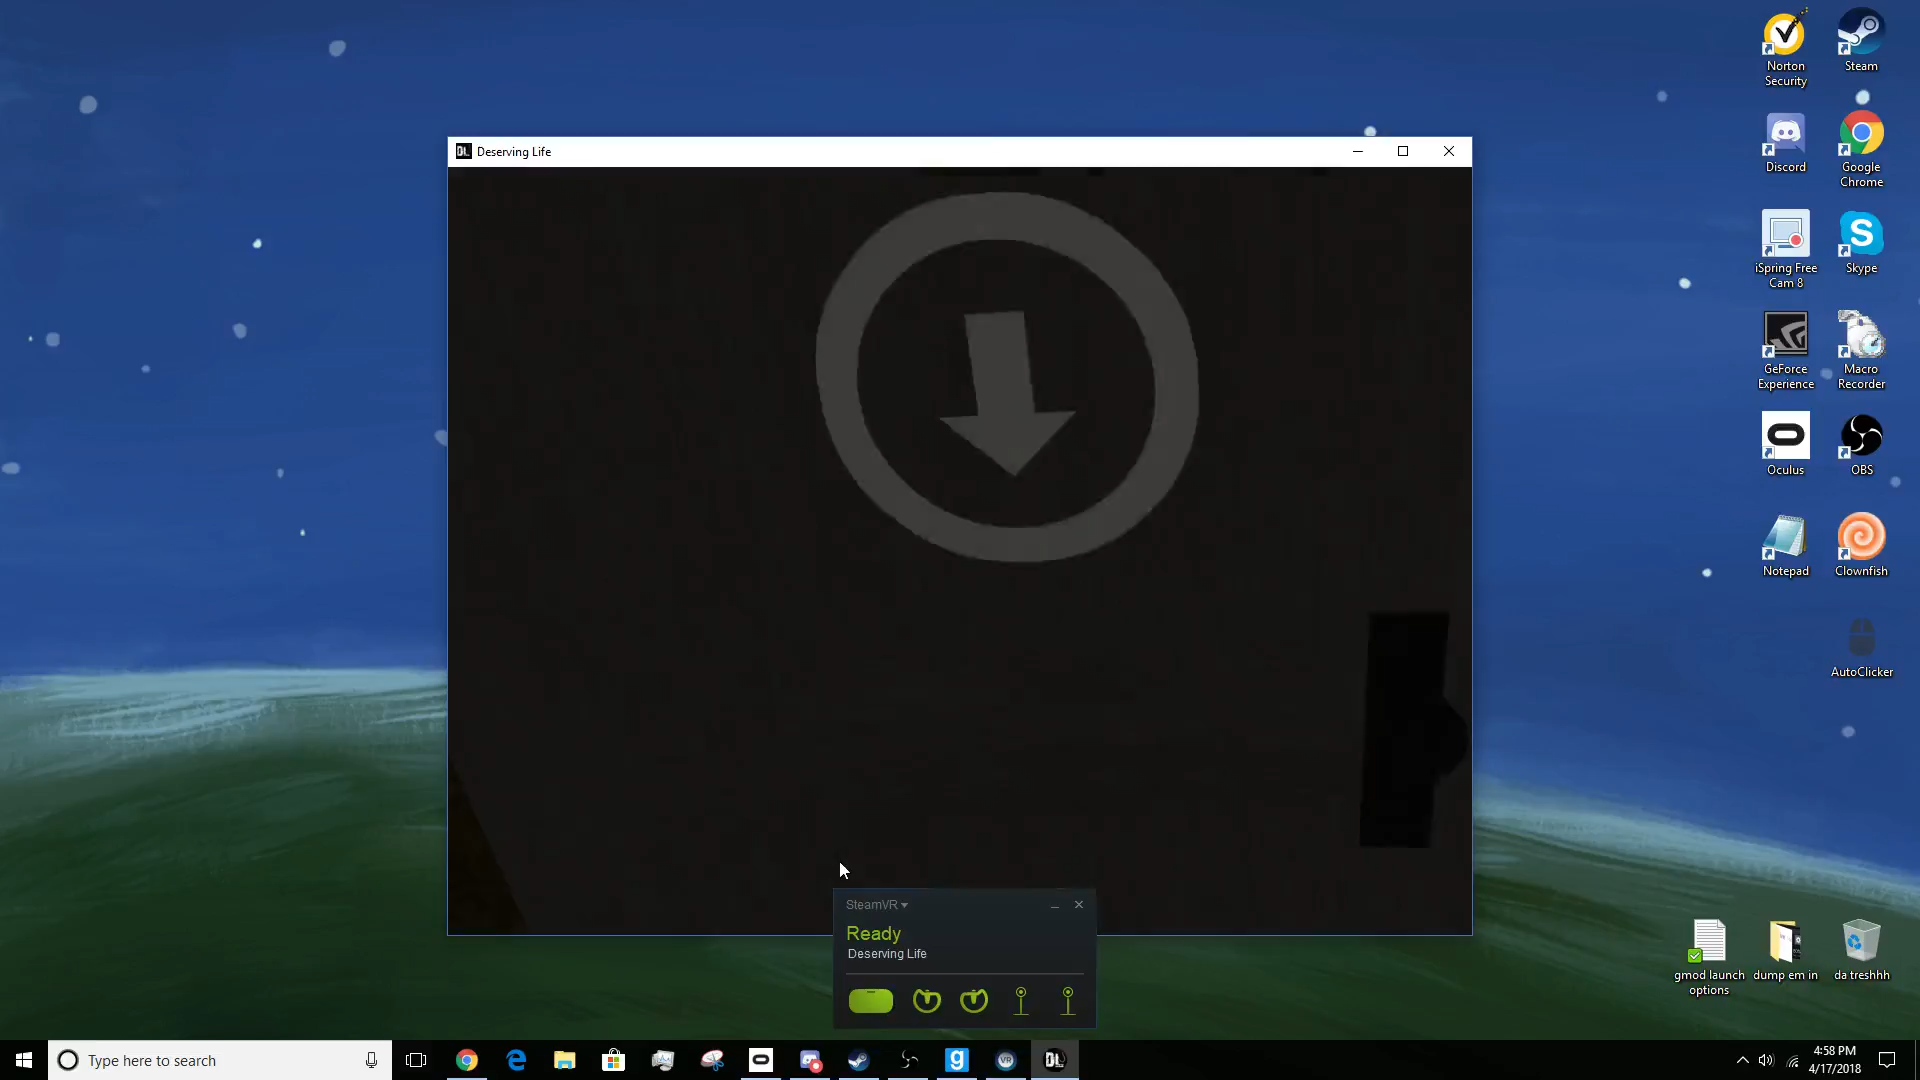 Deserving Life
Norton
Security
Steam
Discord
Google
Chrome
iSpring Free
Cam 8
Skype
GeForce
Experience
Macro
Recorder
Oculus
OBS
Notepad
Clownfish
AutoClicker
SteamVR
Ready
Deserving Life
gmod launch
options
dump em in
da treshhh
Type here to search
VR
DL
4:58 PM
4/17/2018